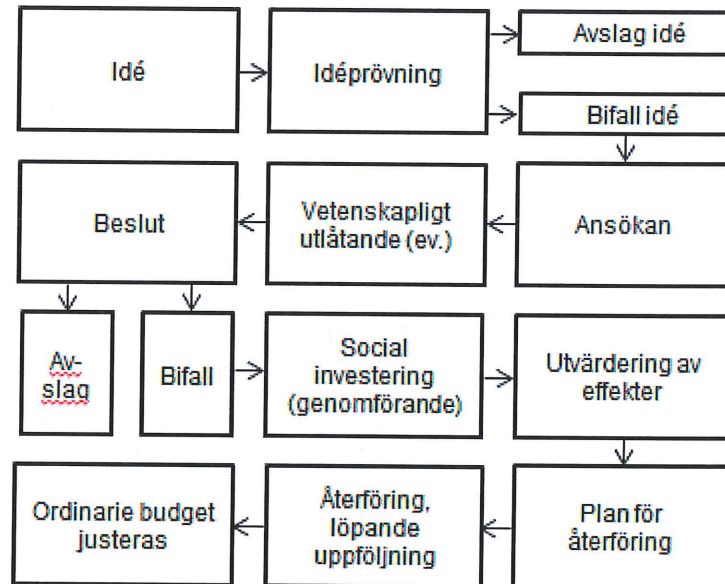 Idé
Idéprövning
Avslag idé
Bifall idé
Ansökan
Vetenskapligt
utlåtande (ev.)
Beslut
Av-
slag
Bifall
Social
investering
(genomförande)
Utvärdering av
effekter
Plan för
återföring
Återföring,
löpande
uppföljning
Ordinarie budget
justeras